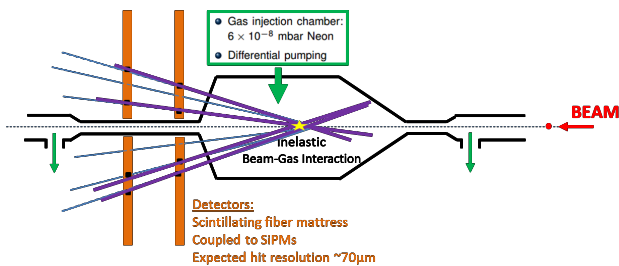 Gas injection chamber:
6 × 10⁻⁸ mbar Neon
Differential pumping
BEAM
Inelastic
Beam-Gas Interaction
Detectors:
Scintillating fiber mattress
Coupled to SiPMs
Expected hit resolution ~70µm